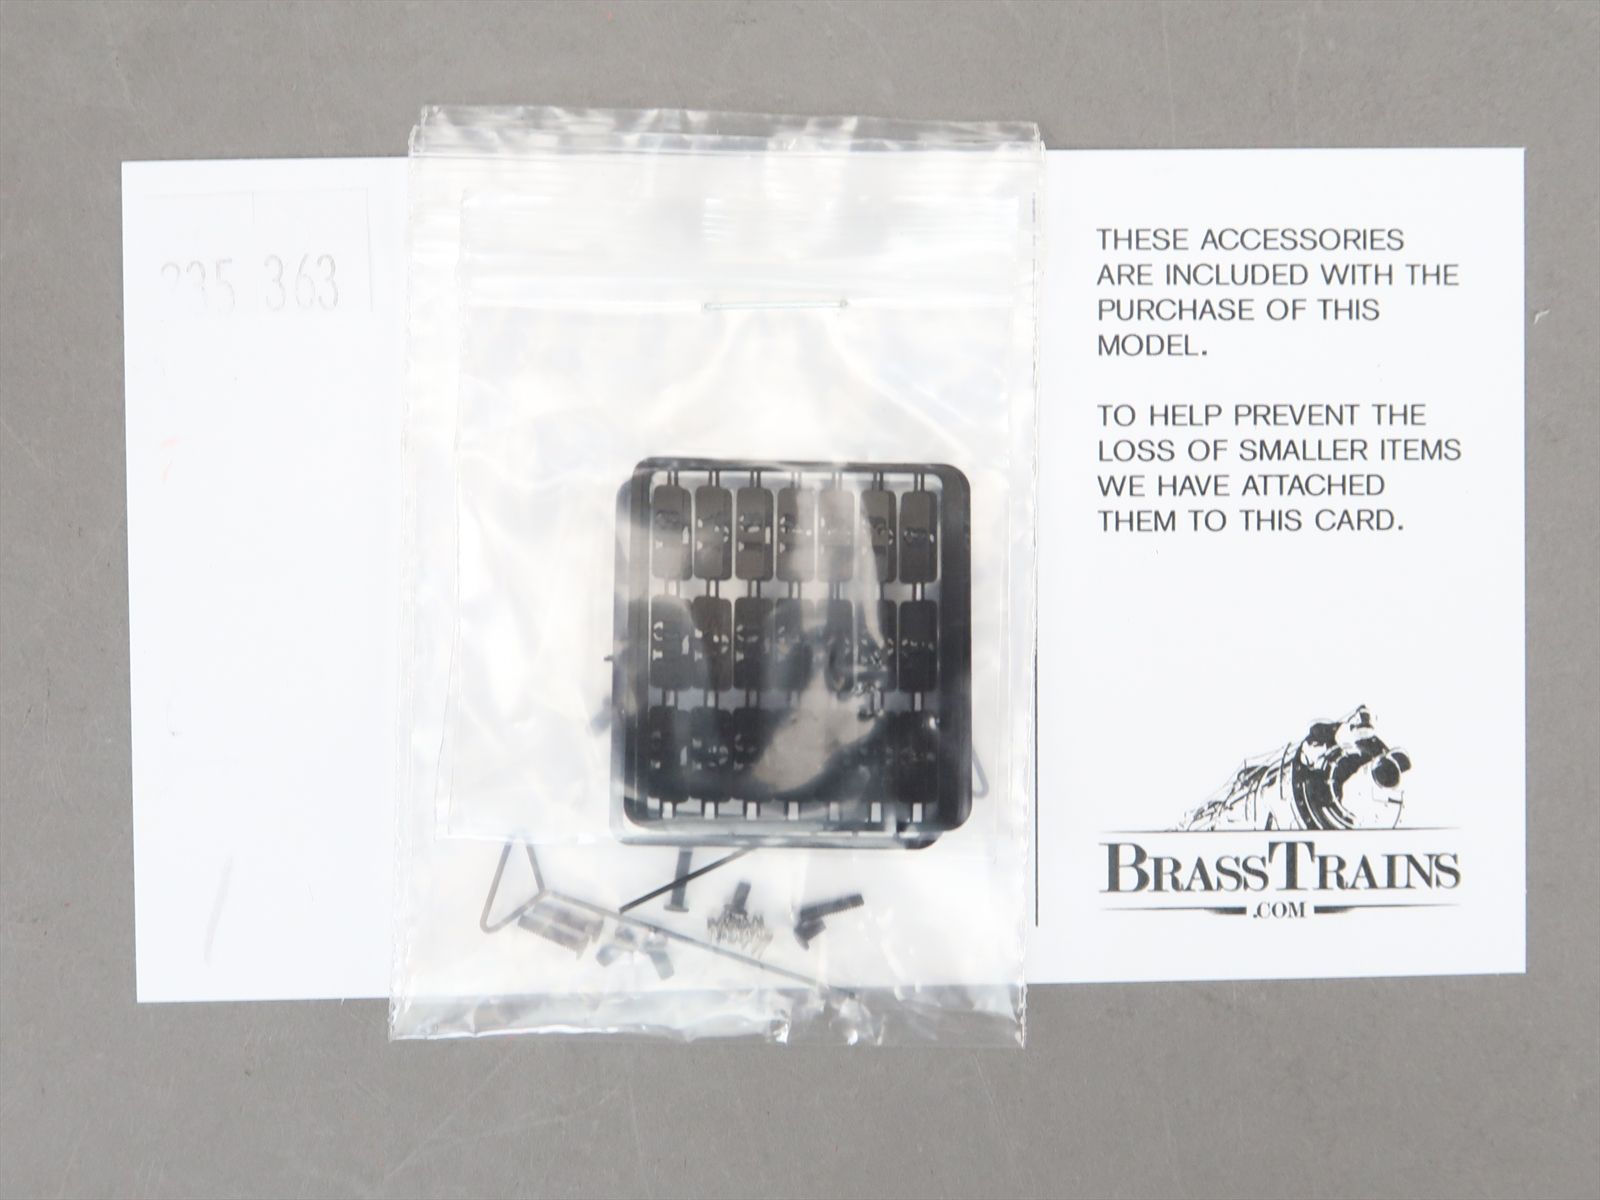 235 363
THESE ACCESSORIES
ARE INCLUDED WITH THE
PURCHASE OF THIS
MODEL.
TO HELP PREVENT THE
LOSS OF SMALLER ITEMS
WE HAVE ATTACHED
THEM TO THIS CARD.
BRASSTRAINS
.COM